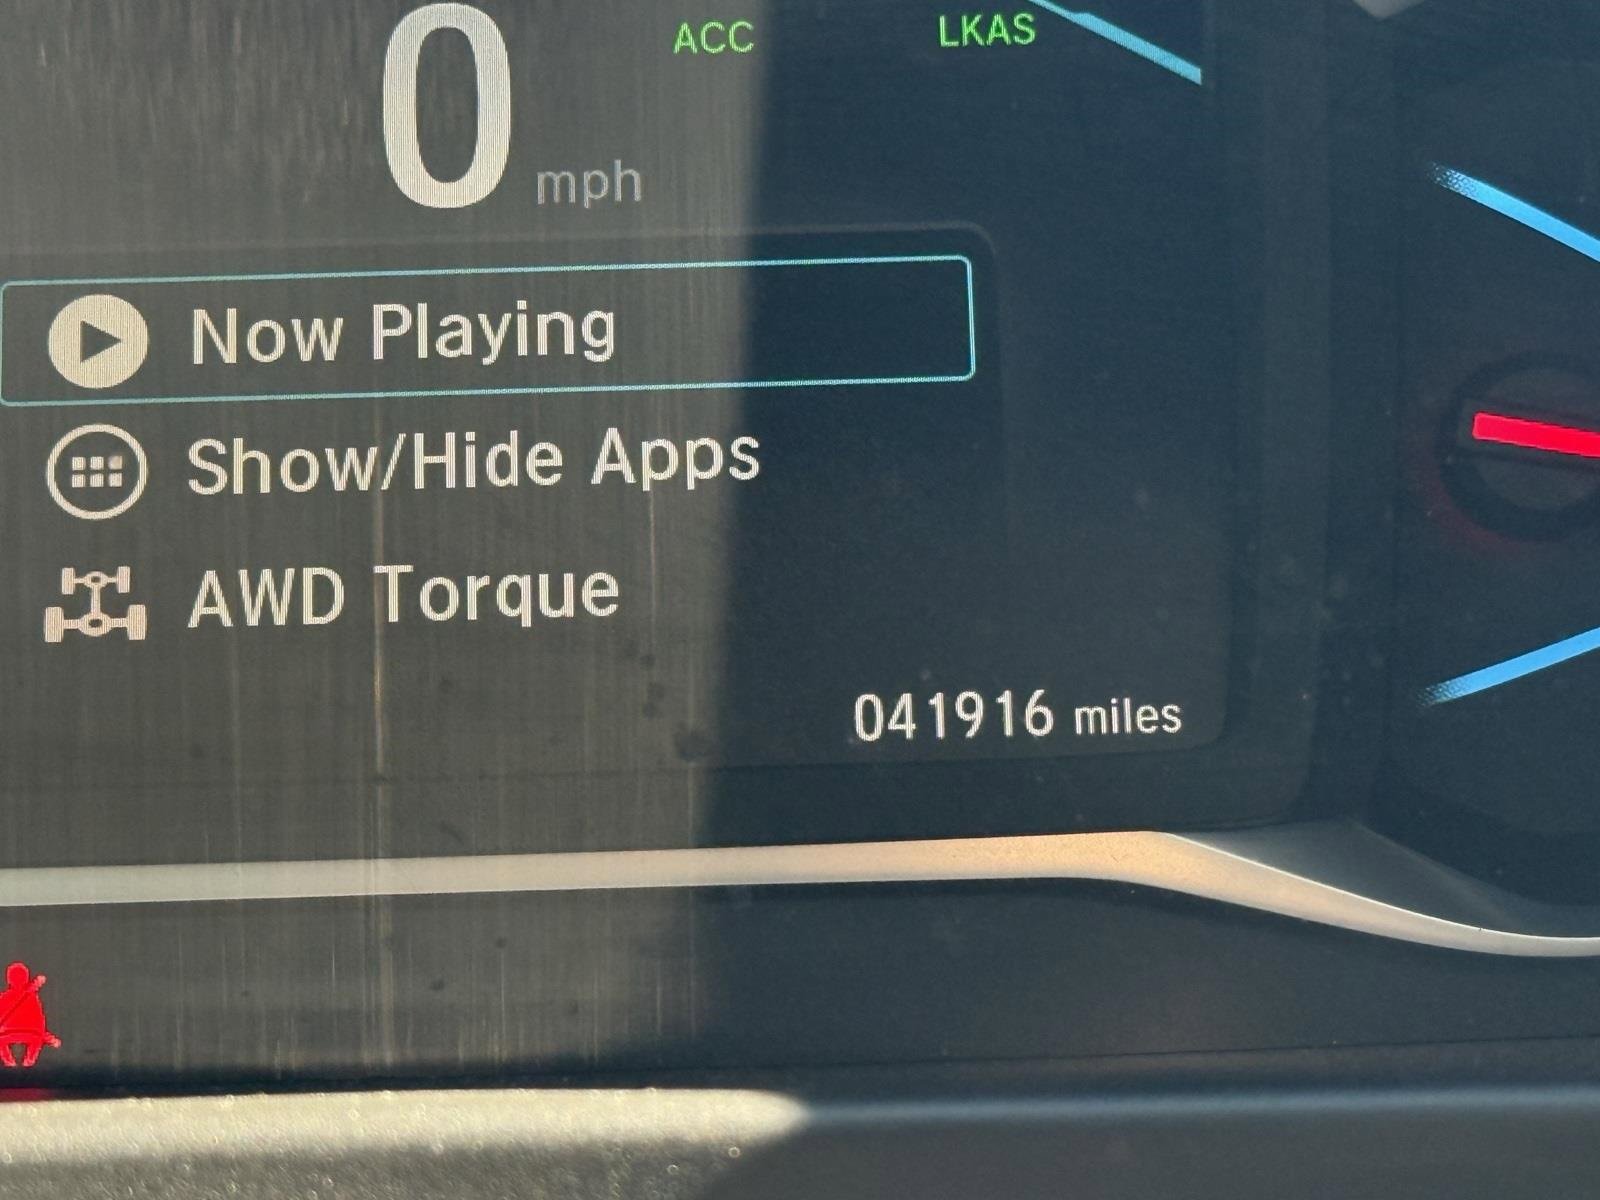 0 mph
ACC LKAS
Now Playing
Show/Hide Apps
AWD Torque
041916 miles